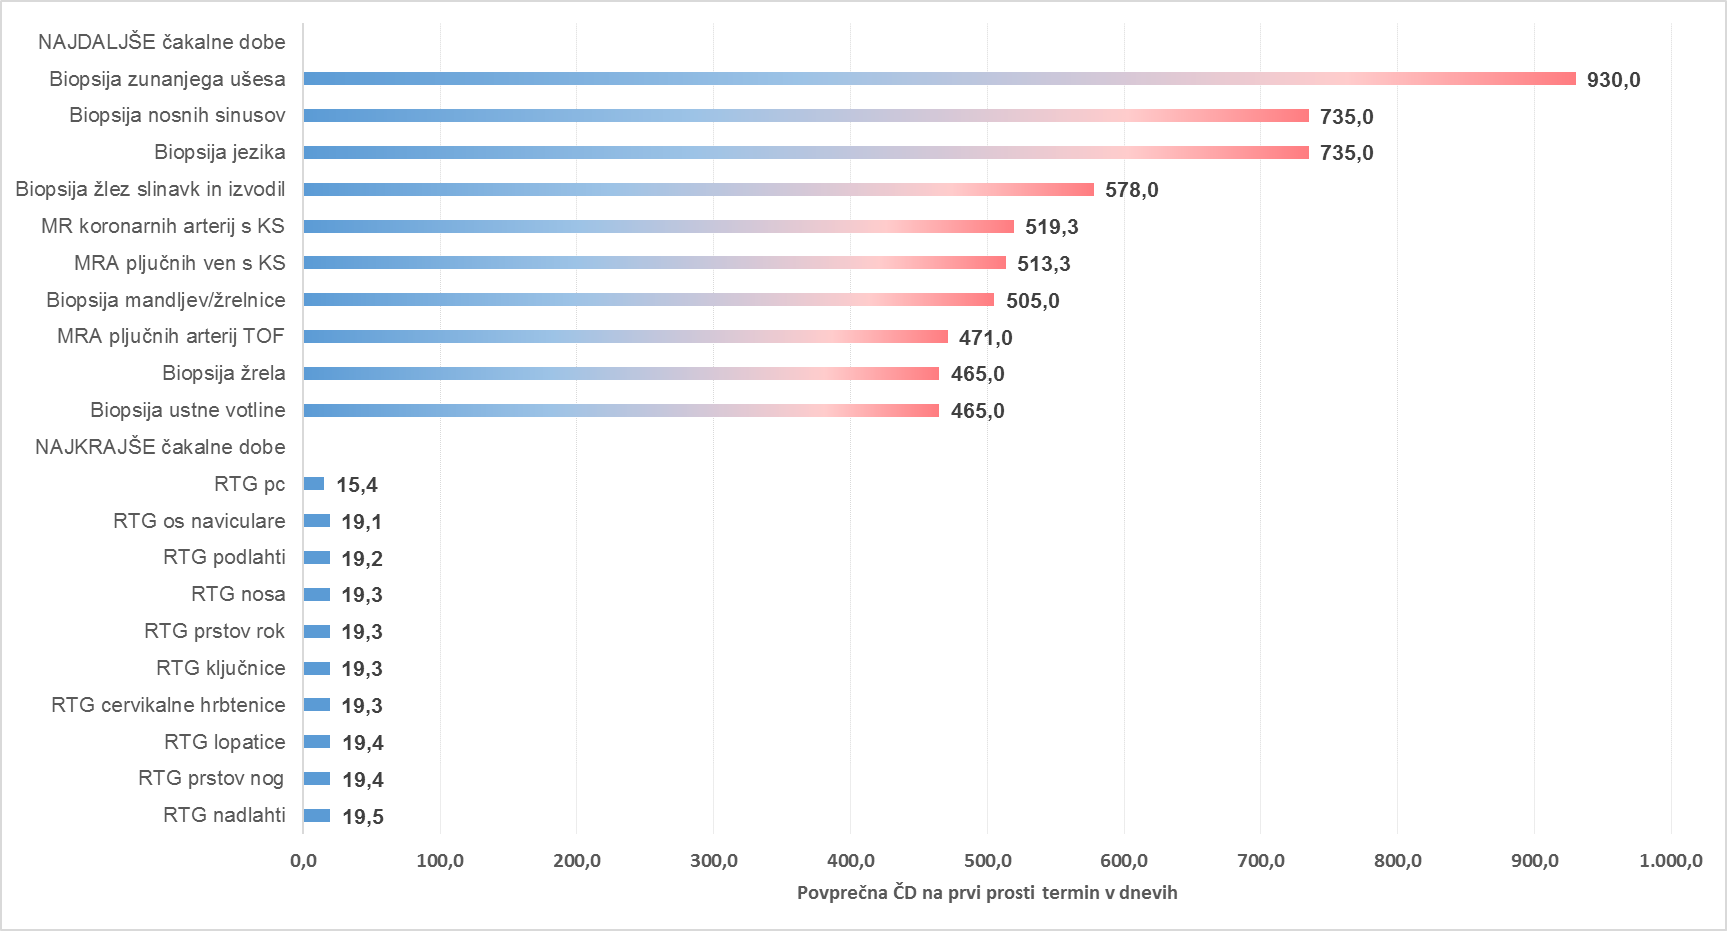 NAJDALJŠE čakalne dobe
Biopsija zunanjega ušesa 930,0
Biopsija nosnih sinusov 735,0
Biopsija jezika 735,0
Biopsija žlez slinavk in izvodil 578,0
MR koronarnih arterij s KS 519,3
MRA pljučnih ven s KS 513,3
Biopsija mandljev/žrelnice 505,0
MRA pljučnih arterij TOF 471,0
Biopsija žrela 465,0
Biopsija ustne votline 465,0
NAJKRAJŠE čakalne dobe
RTG pc 15,4
RTG os naviculare 19,1
RTG podlahti 19,2
RTG nosa 19,3
RTG prstov rok 19,3
RTG ključnice 19,3
RTG cervikalne hrbtenice 19,3
RTG lopatice 19,4
RTG prstov nog 19,4
RTG nadlahti 19,5
0,0 100,0 200,0 300,0 400,0 500,0 600,0 700,0 800,0 900,0 1.000,0
Povprečna ČD na prvi prosti termin v dnevih